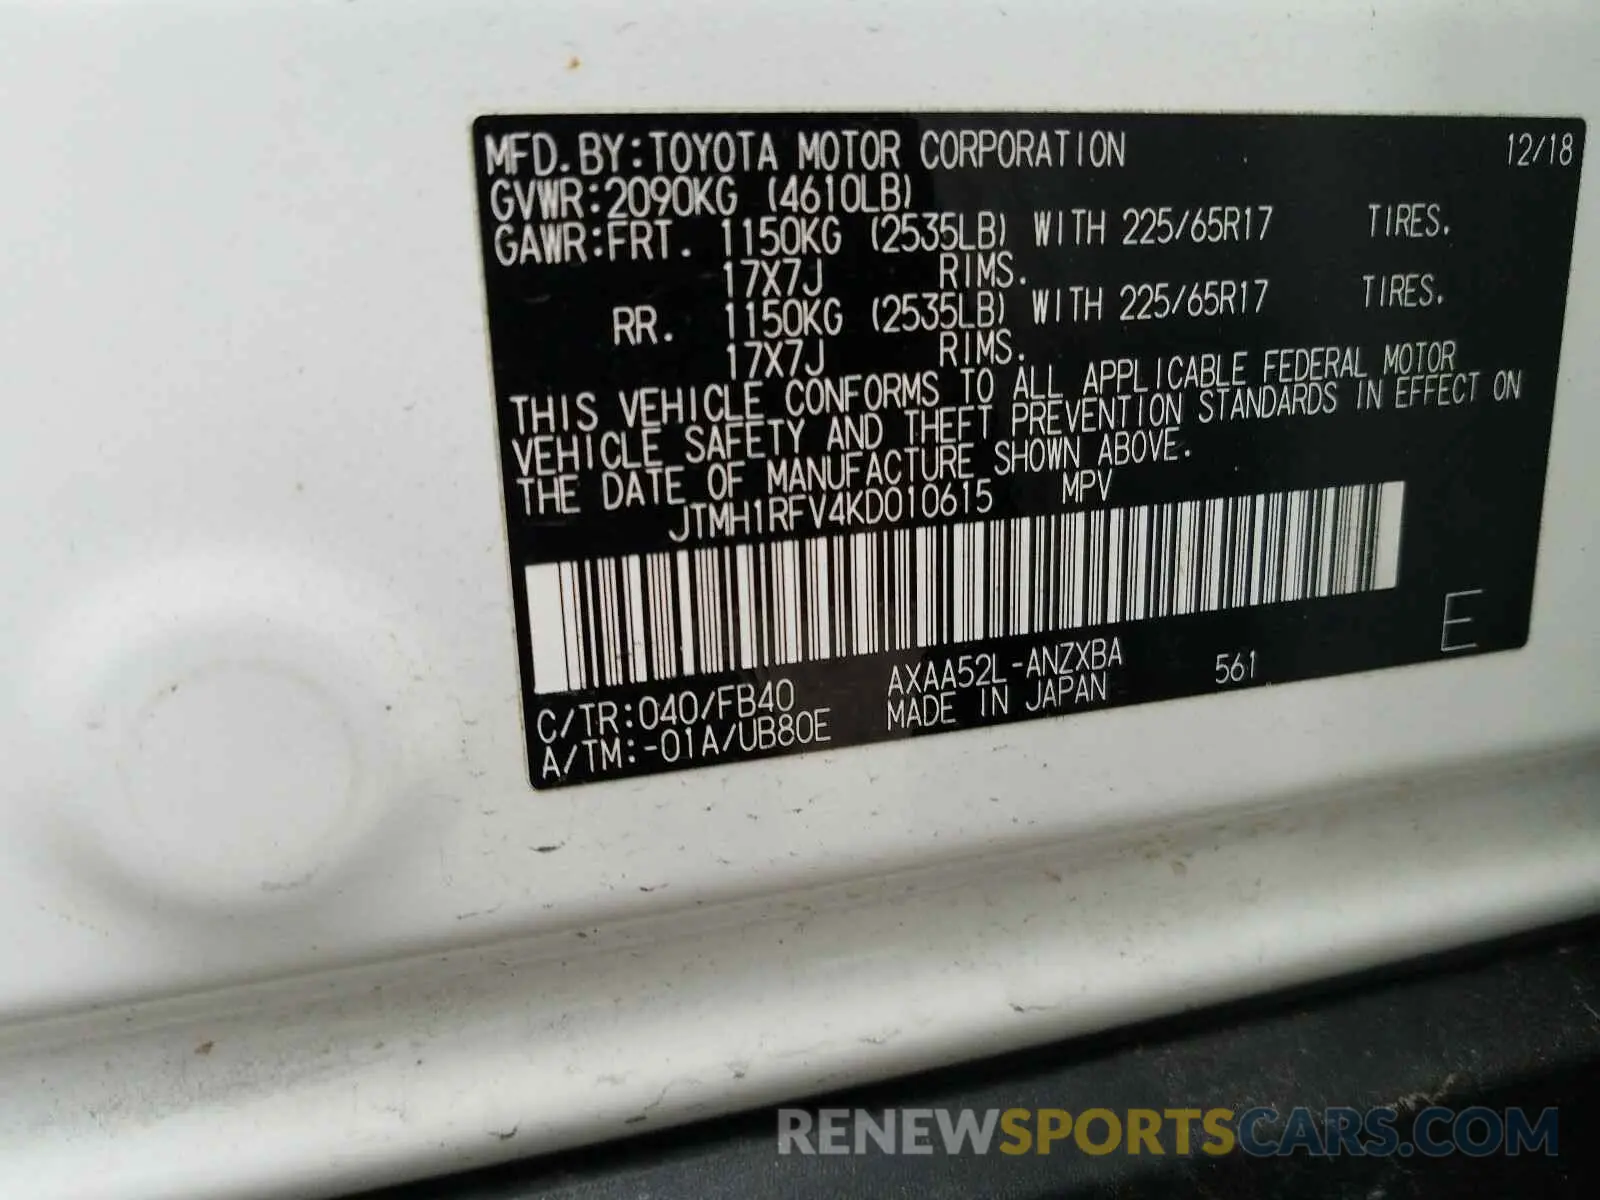 MFD.BY:TOYOTA MOTOR CORPORATION 12/18
GVWR:2090KG (4610LB)
GAWR:FRT. 1150KG (2535LB) WITH 225/65R17 TIRES.
17X7J RIMS.
RR. 1150KG (2535LB) WITH 225/65R17 TIRES.
17X7J RIMS.
THIS VEHICLE CONFORMS TO ALL APPLICABLE FEDERAL MOTOR
VEHICLE SAFETY AND THEFT PREVENTION STANDARDS IN EFFECT ON
THE DATE OF MANUFACTURE SHOWN ABOVE.
JTMH1RFV4KD010615 MPV
E
C/TR:040/FB40 AXAA52L-ANZXBA 561
A/TM:-01A/UB80E MADE IN JAPAN
RENEWSPORTSCARS.COM